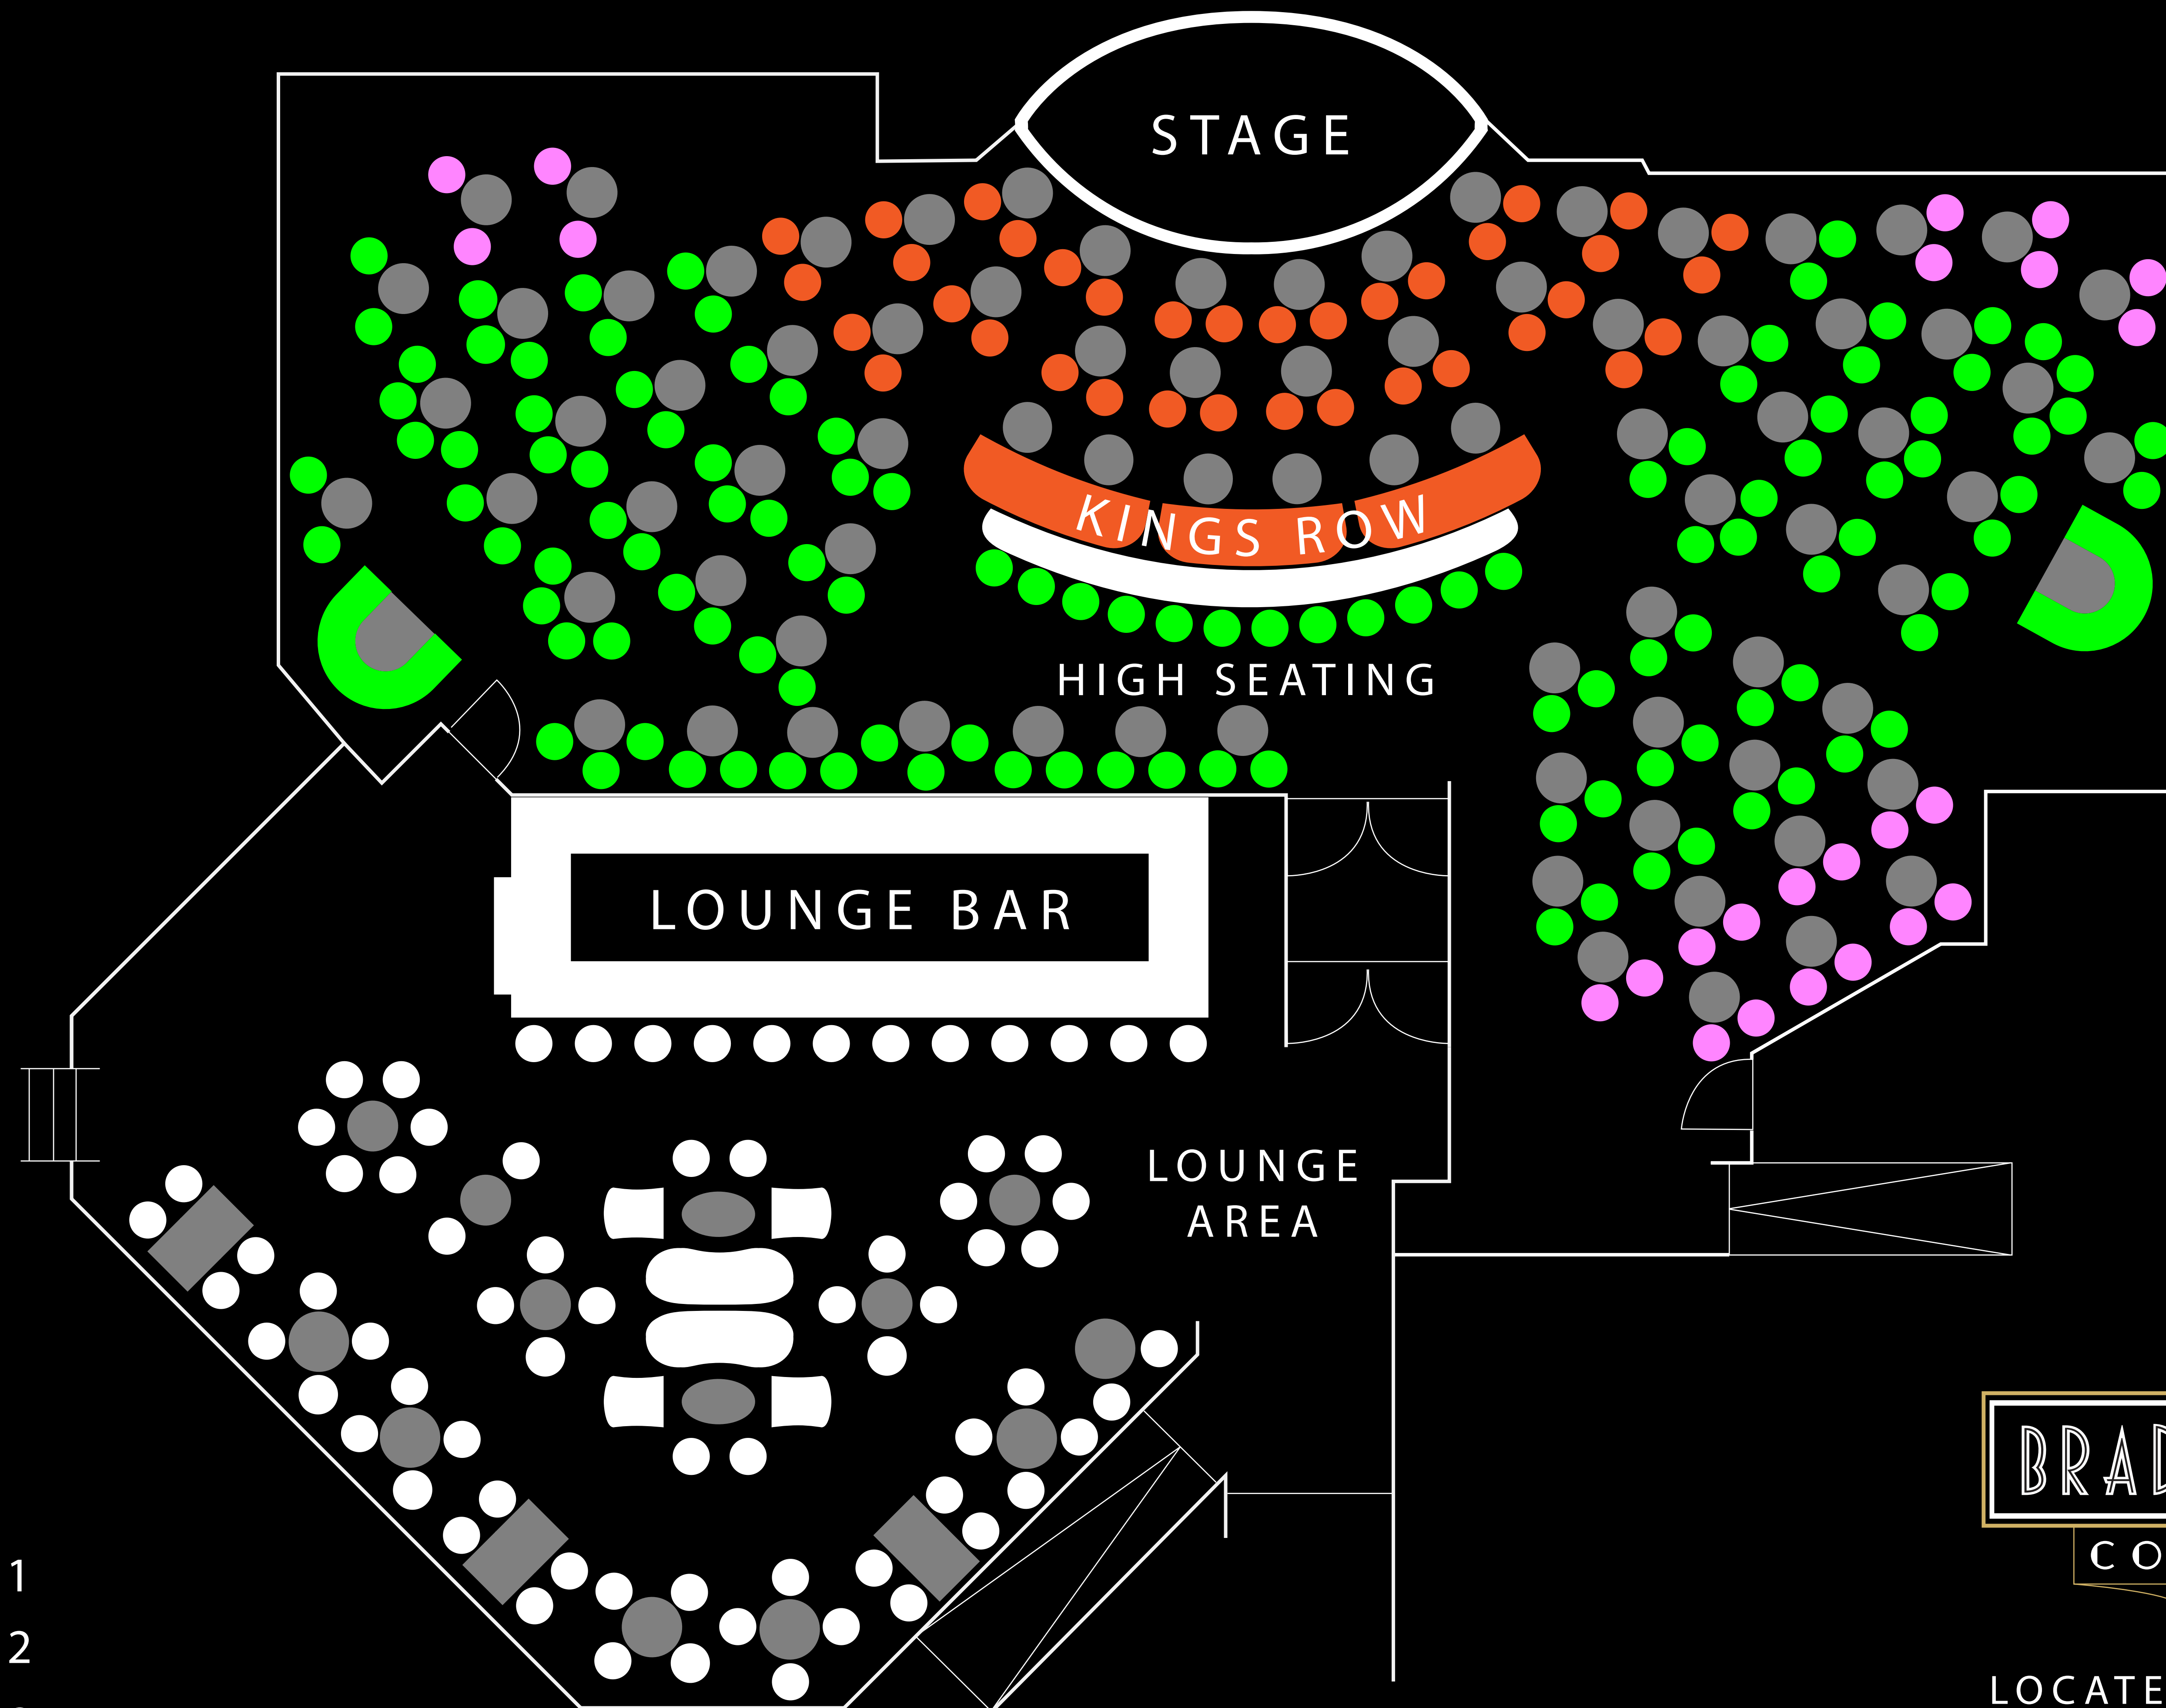 STAGE
KINGS ROW
HIGH SEATING
LOUNGE BAR
LOUNGE
AREA
1
2